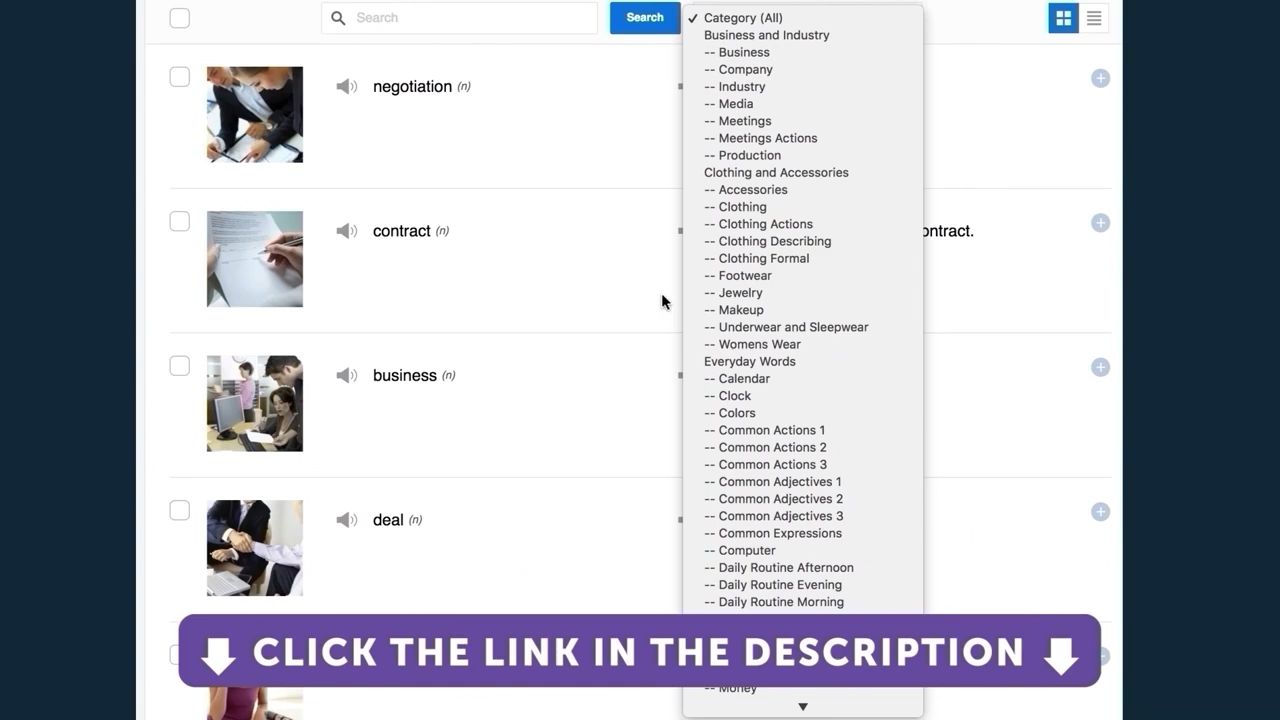 Search
Search
✓ Category (All)
Business and Industry
-- Business
-- Company
-- Industry
-- Media
-- Meetings
-- Meetings Actions
-- Production
Clothing and Accessories
-- Accessories
-- Clothing
-- Clothing Actions
-- Clothing Describing
-- Clothing Formal
-- Footwear
-- Jewelry
-- Makeup
-- Underwear and Sleepwear
-- Womens Wear
Everyday Words
-- Calendar
-- Clock
-- Colors
-- Common Actions 1
-- Common Actions 2
-- Common Actions 3
-- Common Adjectives 1
-- Common Adjectives 2
-- Common Adjectives 3
-- Common Expressions
-- Computer
-- Daily Routine Afternoon
-- Daily Routine Evening
-- Daily Routine Morning
-- Money
negotiation (n)
contract (n)
ontract.
business (n)
deal (n)
CLICK THE LINK IN THE DESCRIPTION